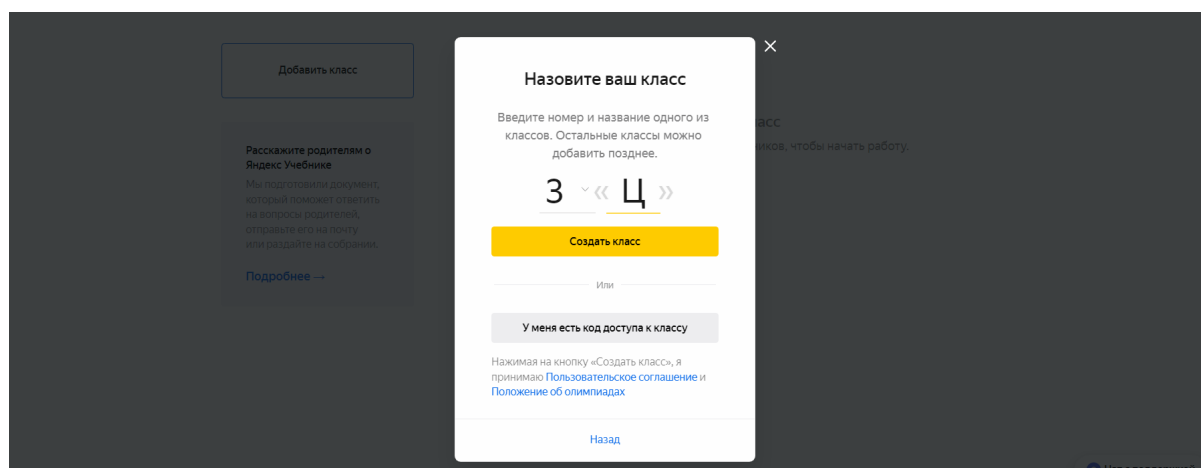 Добавить класс
Расскажите родителям о
Яндекс Учебнике
Мы подготовили документ,
который поможет ответить
на вопросы родителей,
отправьте его на почту
или раздайте на собрании.
Подробнее →
Назовите ваш класс
Введите номер и название одного из
классов. Остальные классы можно
добавить позднее.
3 « Ц »
Создать класс
Или
У меня есть код доступа к классу
Нажимая на кнопку «Создать класс», я
принимаю Пользовательское соглашение и
Положение об олимпиадах
Назад
чтобы начать работу.